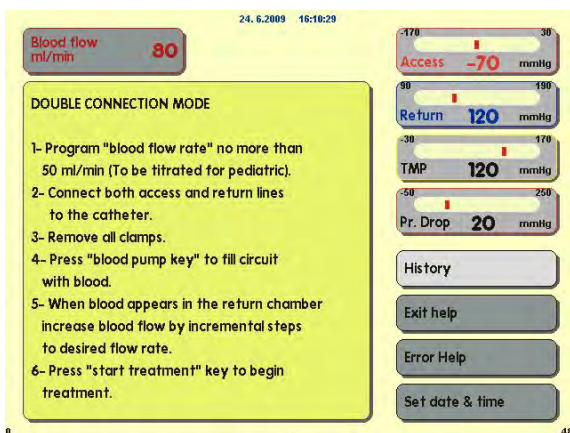 24. 6.2009 16:10:29
Blood flow
ml/min 80
DOUBLE CONNECTION MODE
1- Program "blood flow rate" no more than
50 ml/min (To be titrated for pediatric).
2- Connect both access and return lines
to the catheter.
3- Remove all clamps.
4- Press "blood pump key" to fill circuit
with blood.
5- When blood appears in the return chamber
increase blood flow by incremental steps
to desired flow rate.
6- Press "start treatment" key to begin
treatment.
-170 30
Access -70 mmHg
90 190
Return 120 mmHg
-30 170
TMP 120 mmHg
-50 250
Pr. Drop 20 mmHg
History
Exit help
Error Help
Set date & time